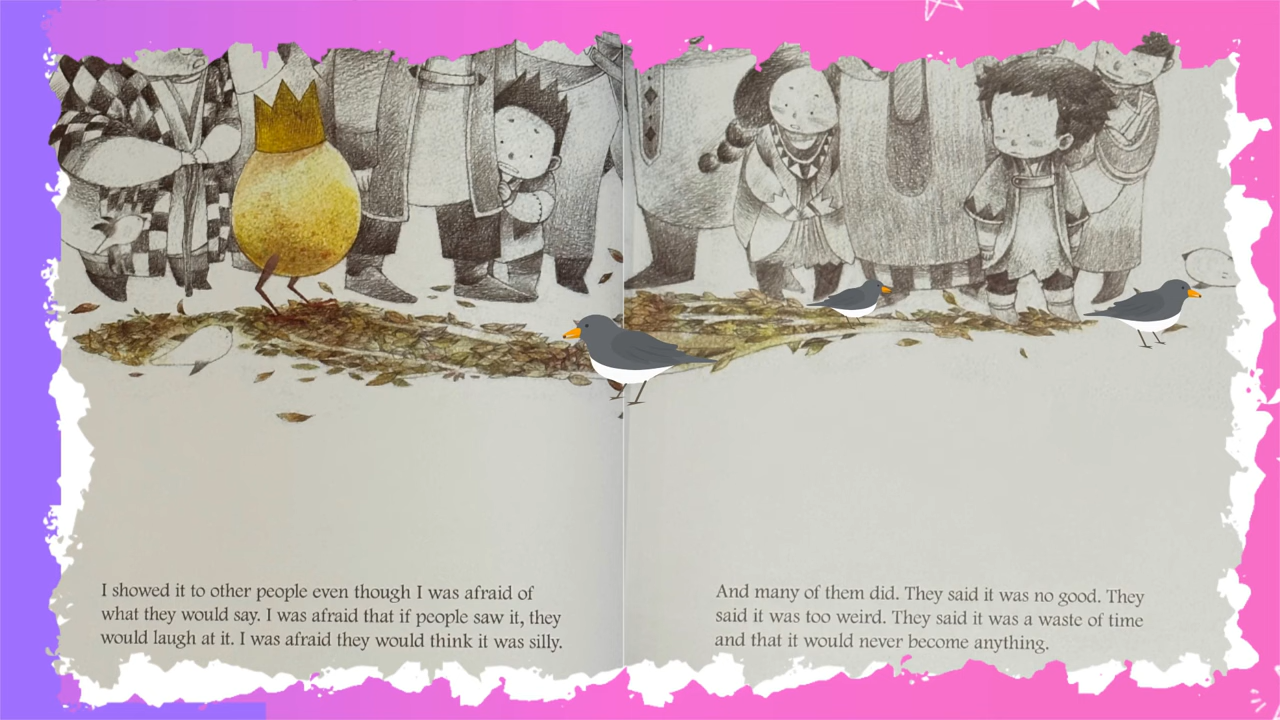 I showed it to other people even though I was afraid of
what they would say. I was afraid that if people saw it, they
would laugh at it. I was afraid they would think it was silly.
And many of them did. They said it was no good. They
said it was too weird. They said it was a waste of time
and that it would never become anything.